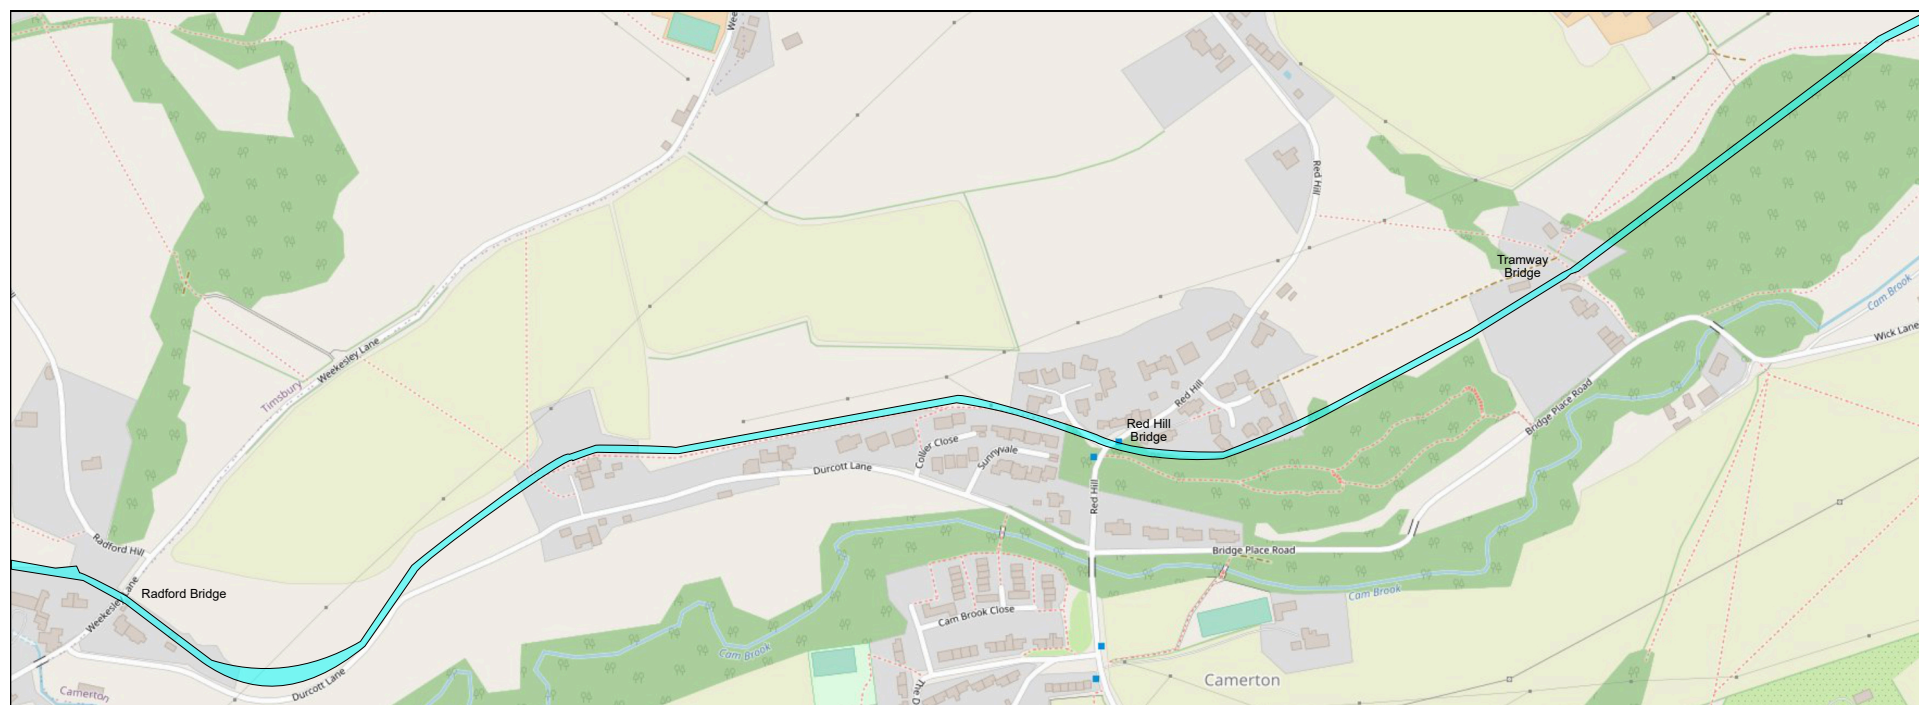 Wee
Red Hill
Cam Brook
Tramway
Bridge
Wick Lane
Weekesley Lane
Timsbury
Red Hill
Bridge Place Road
Red Hill
Bridge
Collier Close
Sunnyvale
Durcott Lane
Red Hill
Radford Hill
Bridge Place Road
Weekesley Lane
Radford Bridge
Cam Brook
Cam Brook Close
Cam Brook
Durcott Lane
Camerton
The D
Camerton